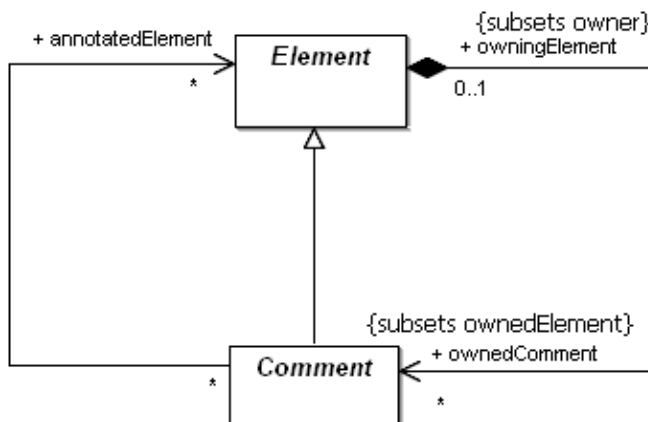 {subsets owner}
+ annotatedElement
Element
+ owningElement
*
0..1
{subsets ownedElement}
+ ownedComment
Comment
*
*